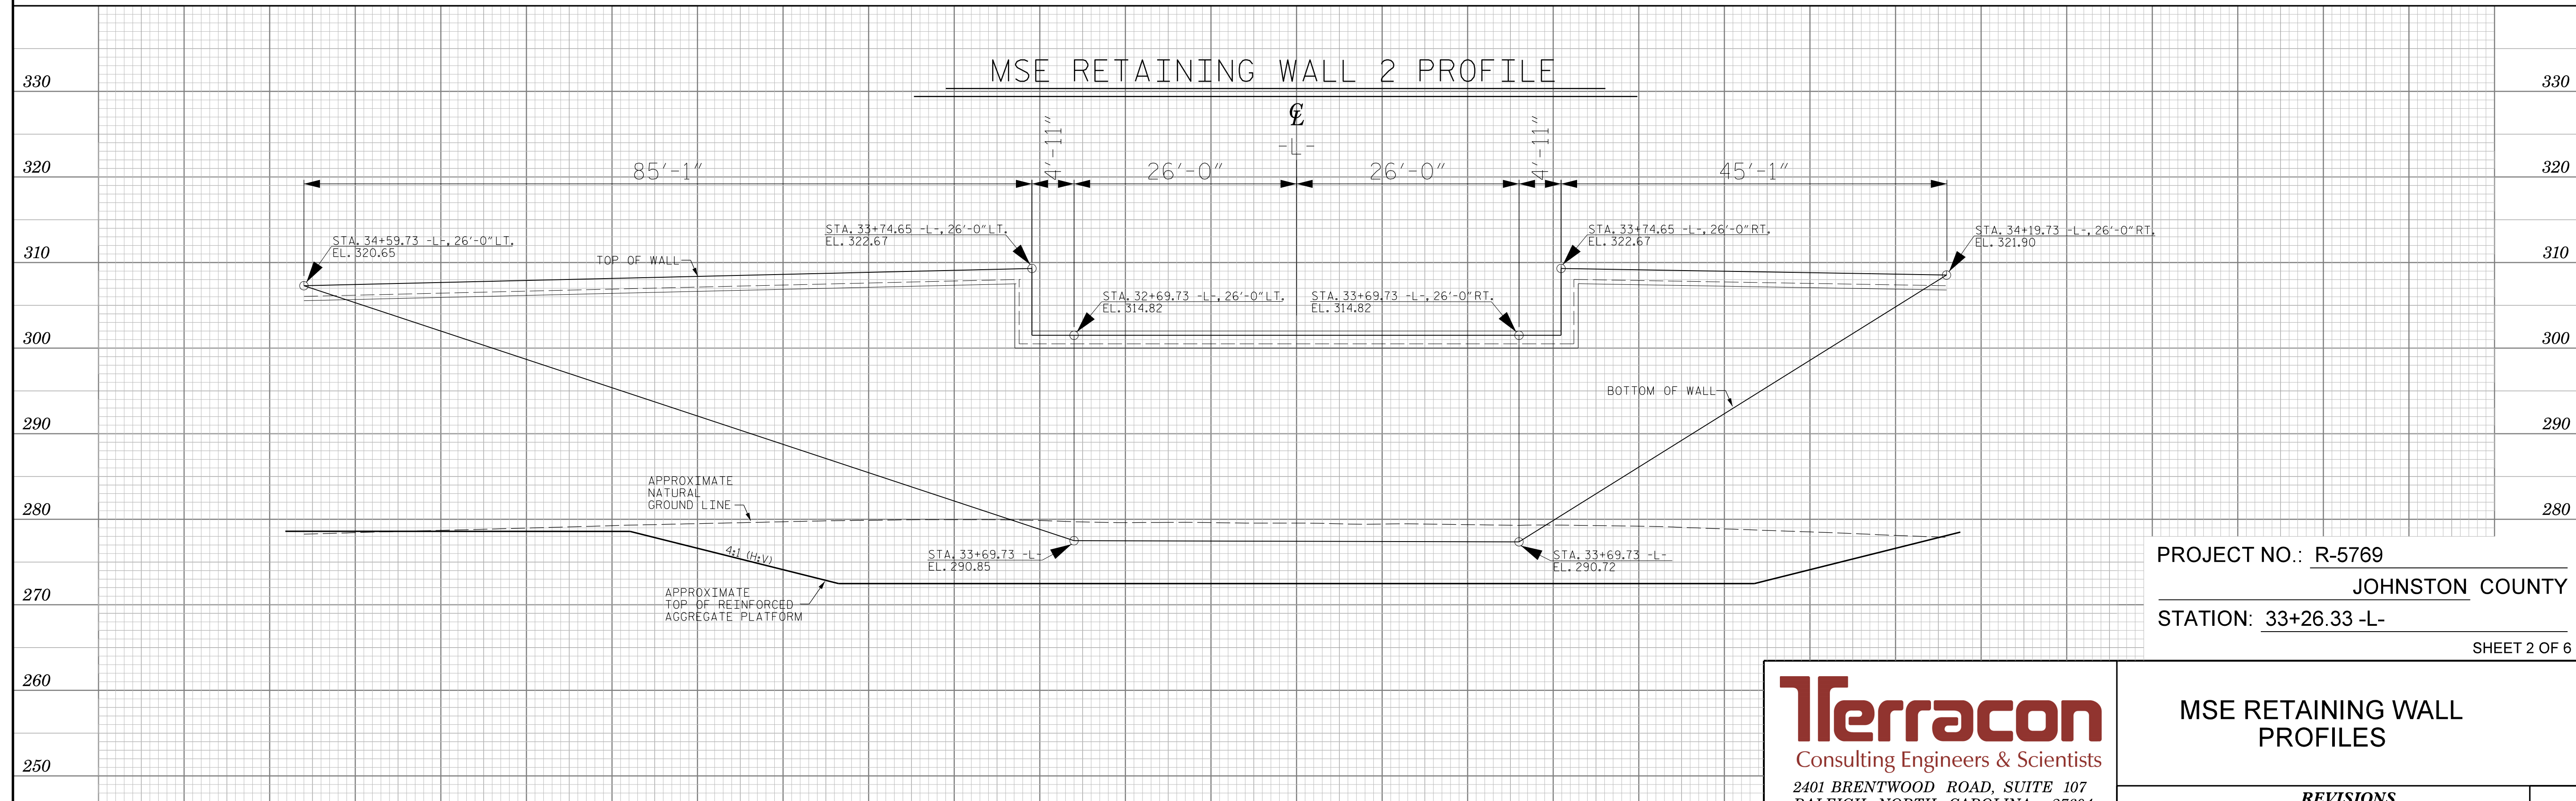 MSE RETAINING WALL 2 PROFILE
330
330
℄
-L-
320
85'-1"
4'-11"
26'-0"
26'-0"
4'-11"
45'-1"
320
STA. 34+59.73 -L-, 26'-0" LT.
EL. 320.65
STA. 33+74.65 -L-, 26'-0" LT.
EL. 322.67
STA. 33+74.65 -L-, 26'-0" RT.
EL. 322.67
STA. 34+19.73 -L-, 26'-0" RT.
EL. 321.90
310
TOP OF WALL
310
STA. 32+69.73 -L-, 26'-0" LT.
EL. 314.82
STA. 33+69.73 -L-, 26'-0" RT.
EL. 314.82
300
300
BOTTOM OF WALL
290
290
APPROXIMATE
NATURAL
GROUND LINE
280
280
4:1 (H:V)
STA. 33+69.73 -L-
EL. 290.85
STA. 33+69.73 -L-
EL. 290.72
270
APPROXIMATE
TOP OF REINFORCED
AGGREGATE PLATFORM
260
250
PROJECT NO.: R-5769
JOHNSTON COUNTY
STATION: 33+26.33 -L-
SHEET 2 OF 6
Terracon
Consulting Engineers & Scientists
2401 BRENTWOOD ROAD, SUITE 107
RALEIGH, NORTH CAROLINA 27604
MSE RETAINING WALL
PROFILES
REVISIONS